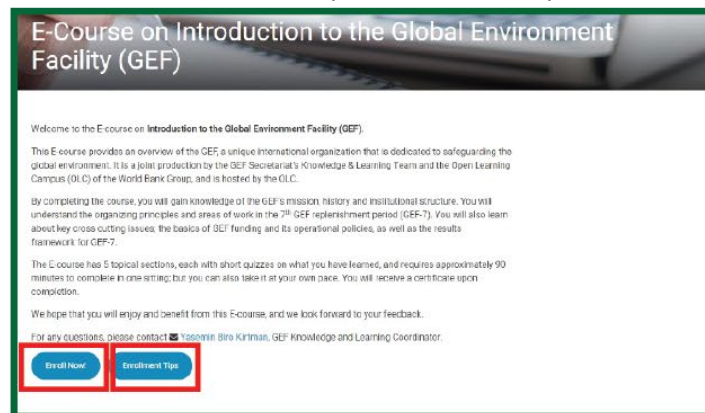 E-Course on Introduction to the Global Environment
Facility (GEF)
Welcome to the E-course on Introduction to the Global Environment Facility (GEF).
This E-course provides an overview of the GEF, a unique international organization that is dedicated to safeguarding the
global environment. It is a joint production by the GEF Secretariat's Knowledge & Learning Team and the Open Learning
Campus (OLC) of the World Bank Group, and is hosted by the OLC.
By completing the course, you will gain knowledge of the GEF's mission, history and institutional structure. You will
understand the organizing principles and areas of work in the 7th GEF replenishment period (GEF-7). You will also learn
about key cross cutting issues, the basics of GEF funding and its operational policies, as well as the results
framework for GEF-7.
The E-course has 5 topical sections, each with short quizzes on what you have learned, and requires approximately 90
minutes to complete in one sitting; but you can also take it at your own pace. You will receive a certificate upon
completion.
We hope that you will enjoy and benefit from this E-course, and we look forward to your feedback.
For any questions, please contact Yasemin Biro Kirtman, GEF Knowledge and Learning Coordinator.
Enroll Now! Enrollment Tips